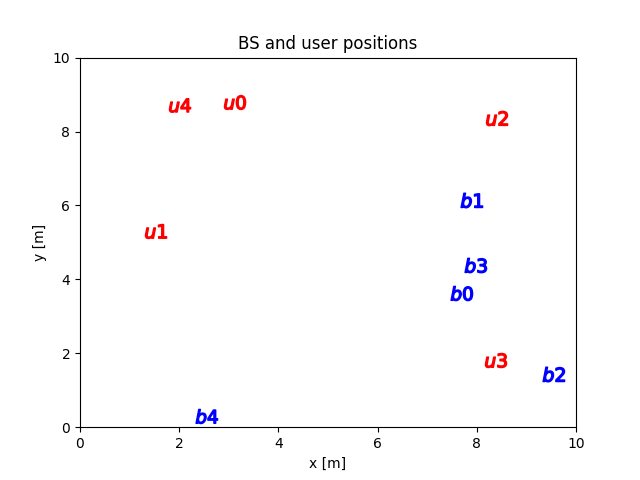 BS and user positions
10
u4 u0
u2
8
b1
6
u1
y [m]
b3
4
b0
u3
2
b2
b4
0
0 2 4 6 8 10
x [m]